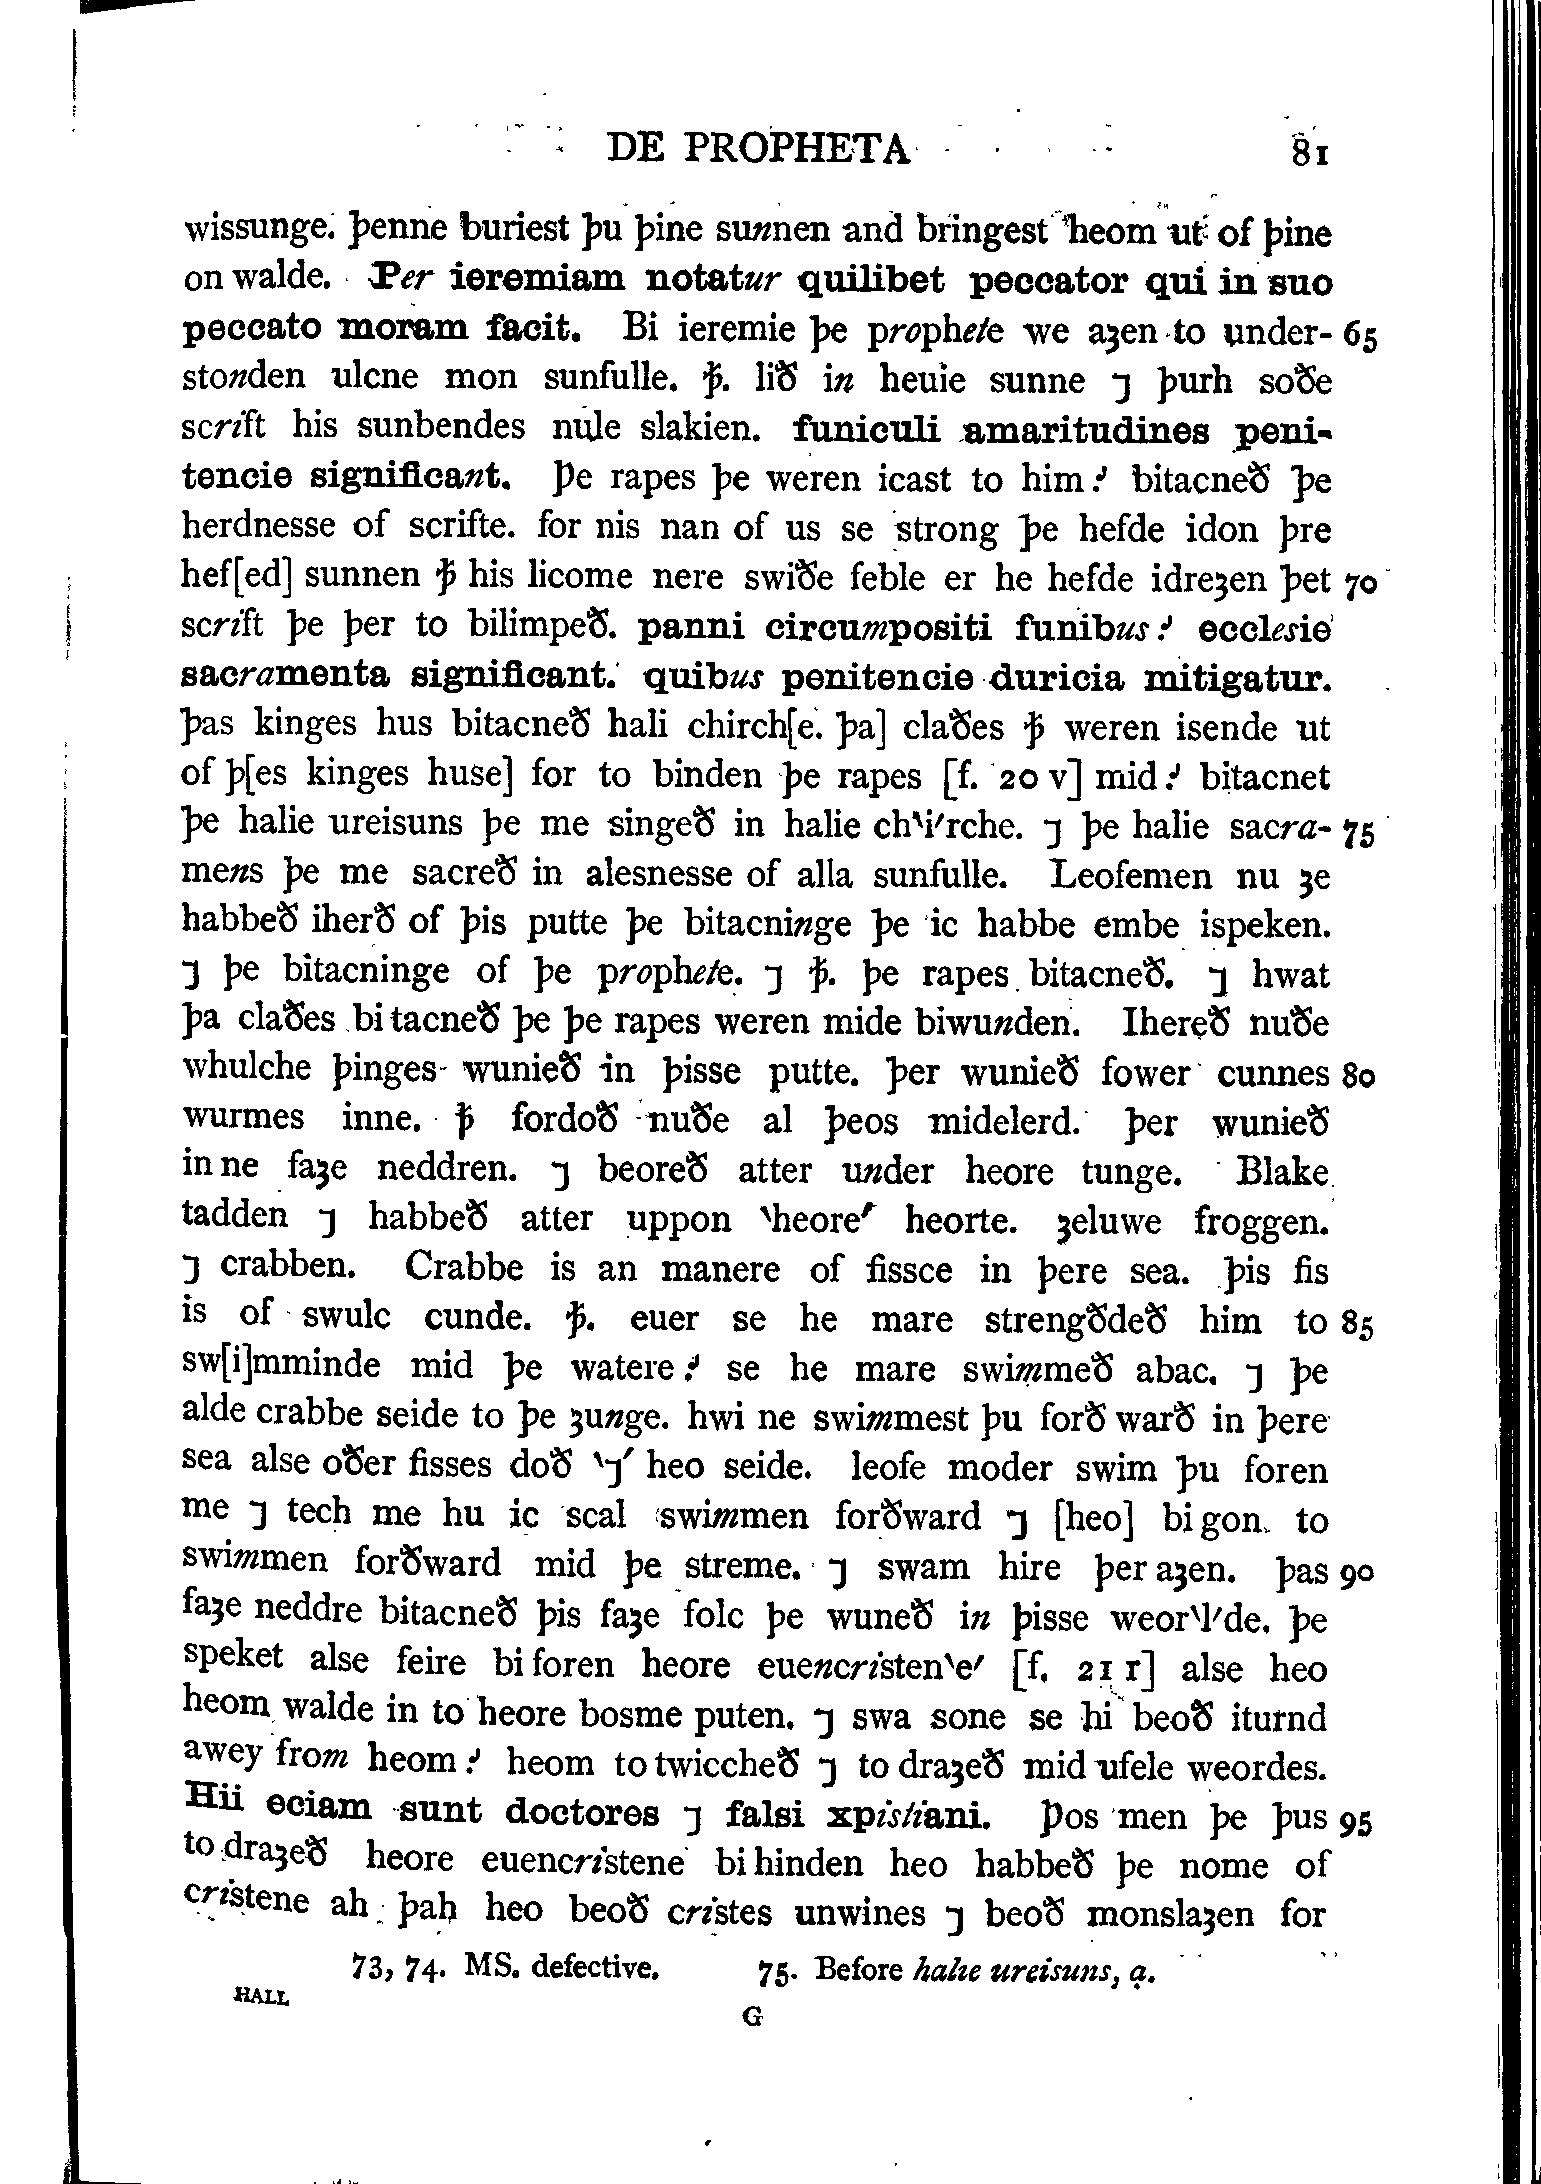 DE PROPHETA 81
wissunge. þenne buriest þu þine sunnen and bringest heom ut of þine
on walde. Per ieremiam notatur quilibet peccator qui in suo
peccato moram facit. Bi ieremie þe prophete we aȝen to under- 65
stonden ulcne mon sunfulle. ꝥ. lið in heuie sunne ⁊ þurh soðe
scrift his sunbendes nule slakien. funiculi amaritudines peni-
tencie significant. Þe rapes þe weren icast to him⹎ bitacneð þe
herdnesse of scrifte. for nis nan of us se strong þe hefde idon þre
hef[ed] sunnen ꝥ his licome nere swiðe feble er he hefde idreȝen þet 70
scrift þe þer to bilimpeð. panni circumpositi funibus⹎ ecclesie
sacramenta significant. quibus penitencie duricia mitigatur.
þas kinges hus bitacneð hali chirch[e. þa] claðes ꝥ weren isende ut
of þ[es kinges huse] for to binden þe rapes [f. 20 v] mid⹎ bitacnet
þe halie ureisuns þe me singeð in halie ch‵i′rche. ⁊ þe halie sacra- 75
mens þe me sacreð in alesnesse of alla sunfulle. Leofemen nu ȝe
habbeð iherð of þis putte þe bitacninge þe ic habbe embe ispeken.
⁊ þe bitacninge of þe prophete. ⁊ ꝥ. þe rapes bitacneð. ⁊ hwat
þa claðes bi tacneð þe þe rapes weren mide biwunden. Ihereð nuðe
whulche þinges wunieð in þisse putte. þer wunieð fower cunnes 80
wurmes inne. ꝥ fordoð nuðe al þeos midelerd. þer wunieð
in ne faȝe neddren. ⁊ beoreð atter under heore tunge. Blake
tadden ⁊ habbeð atter uppon ‵heore′ heorte. ȝeluwe froggen.
⁊ crabben. Crabbe is an manere of fissce in þere sea. þis fis
is of swulc cunde. ꝥ. euer se he mare strengðdeð him to 85
sw[i]mminde mid þe watere⹎ se he mare swimmeð abac. ⁊ þe
alde crabbe seide to þe ȝunge. hwi ne swimmest þu forð warð in þere
sea alse oðer fisses doð ‵⁊′ heo seide. leofe moder swim þu foren
me ⁊ tech me hu ic scal swimmen forðward ⁊ [heo] bi gon to
swimmen forðward mid þe streme. ⁊ swam hire þer aȝen. þas 90
faȝe neddre bitacneð þis faȝe folc þe wuneð in þisse weor‵l′de. þe
speket alse feire bi foren heore euencristen‵e′ [f. 21 r] alse heo
heom walde in to heore bosme puten. ⁊ swa sone se hi beoð iturnd
awey from heom⹎ heom to twiccheð ⁊ to draȝeð mid ufele weordes.
Hii eciam sunt doctores ⁊ falsi xpistiani. Þos men þe þus 95
to draȝeð heore euencristene bi hinden heo habbeð þe nome of
cristene ah þah heo beoð cristes unwines ⁊ beoð monslaȝen for
73, 74. MS. defective. 75. Before halie ureisuns, ạ.
HALL
G